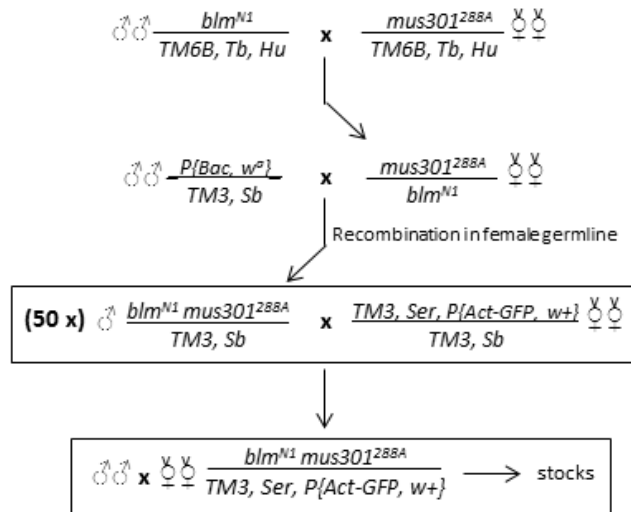 ♂♂ blm^N1 x mus301^288A ☿☿
TM6B, Tb, Hu TM6B, Tb, Hu
♂♂ P{Bac, w^a} x mus301^288A ☿☿
TM3, Sb blm^N1
Recombination in female germline
(50 x) ♂ blm^N1 mus301^288A x TM3, Ser, P{Act-GFP, w+} ☿☿
TM3, Sb TM3, Sb
♂♂ x ☿☿ blm^N1 mus301^288A → stocks
TM3, Ser, P{Act-GFP, w+}